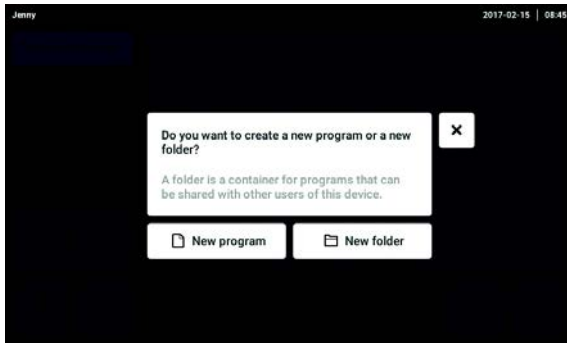 Jenny 2017-02-15 | 08:45
Do you want to create a new program or a new
folder?
A folder is a container for programs that can
be shared with other users of this device.
New program New folder